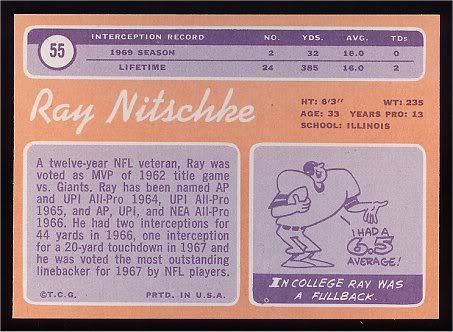 55
INTERCEPTION RECORD NO. YDS. AVG. TDs
1969 SEASON 2 32 16.0 0
LIFETIME 24 385 16.0 2
Ray Nitschke
HT: 6'3" WT: 235
AGE: 33 YEARS PRO: 13
SCHOOL: ILLINOIS
A twelve-year NFL veteran, Ray was
voted as MVP of 1962 title game
vs. Giants. Ray has been named AP
and UPI All-Pro 1964, UPI All-Pro
1965, and AP, UPI, and NEA All-Pro
1966. He had two interceptions for
44 yards in 1966, one interception
for a 20-yard touchdown in 1967 and
he was voted the most outstanding
linebacker for 1967 by NFL players.
©T.C.G. PRTD. IN U.S.A.
I HAD A
6.5
AVERAGE!
IN COLLEGE RAY WAS
A FULLBACK.